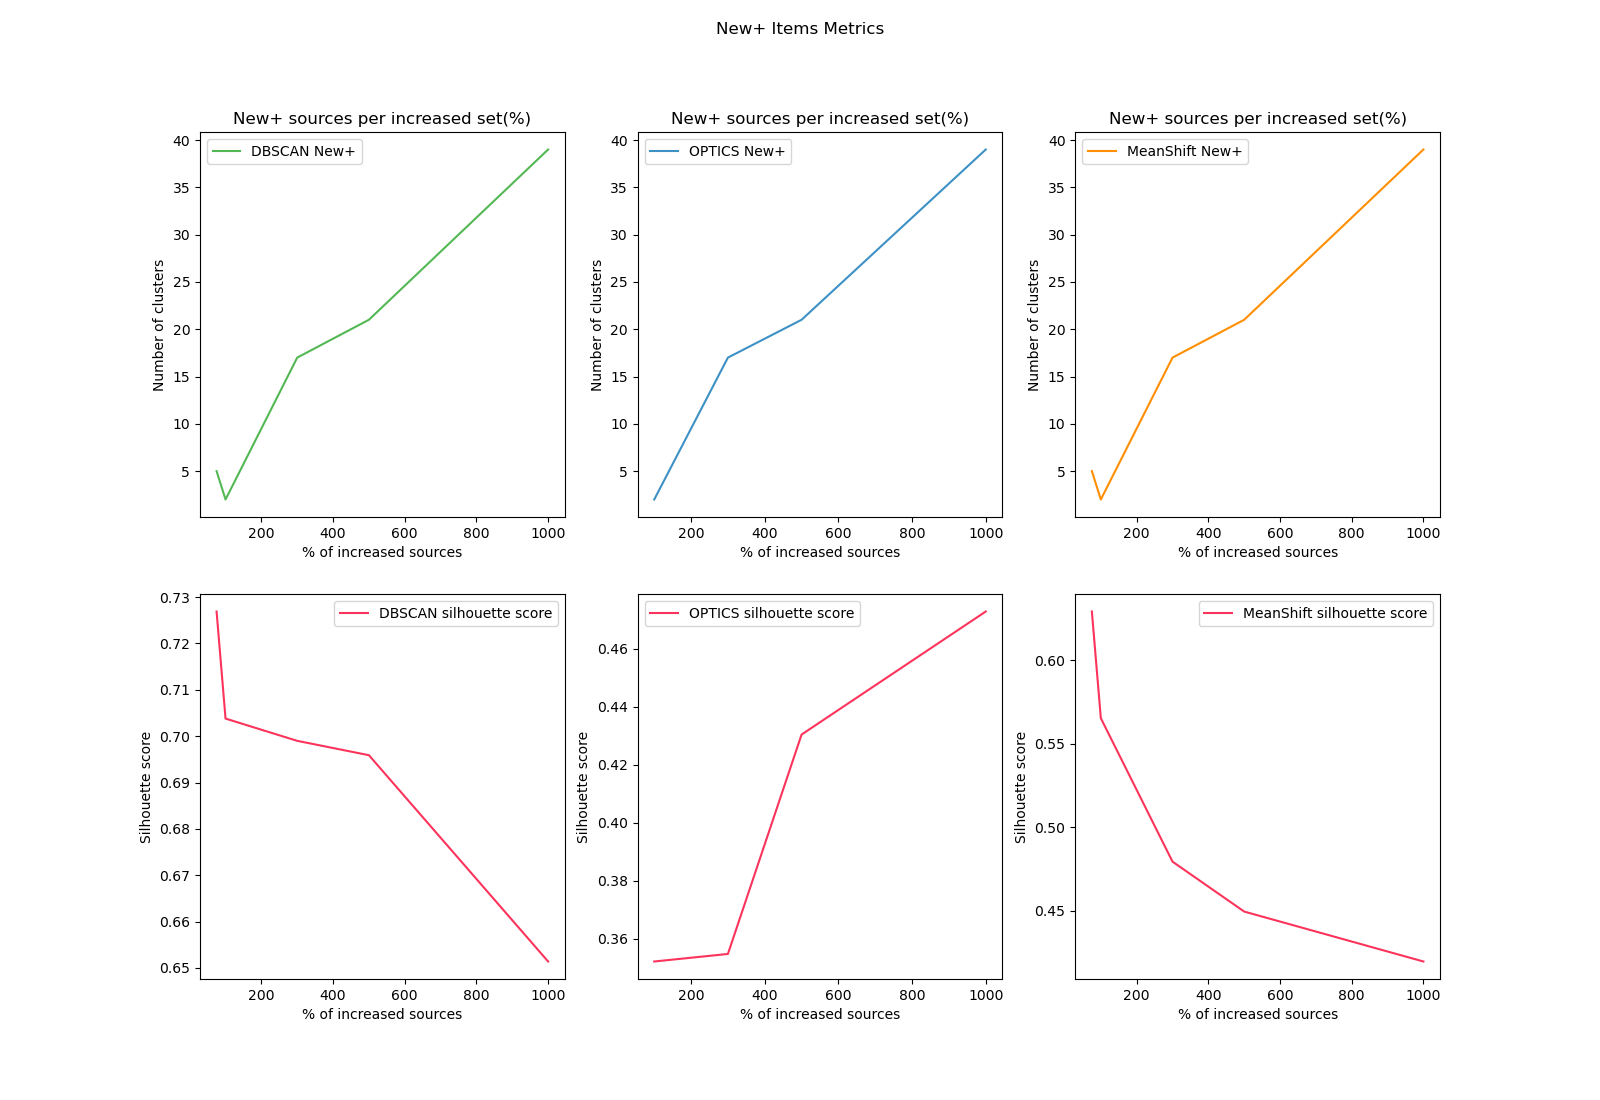 New+ Items Metrics
New+ sources per increased set(%)
DBSCAN New+
Number of clusters
40
35
30
25
20
15
10
5
200 400 600 800 1000
% of increased sources
New+ sources per increased set(%)
OPTICS New+
Number of clusters
40
35
30
25
20
15
10
5
200 400 600 800 1000
% of increased sources
New+ sources per increased set(%)
MeanShift New+
Number of clusters
40
35
30
25
20
15
10
5
200 400 600 800 1000
% of increased sources
DBSCAN silhouette score
Silhouette score
0.73
0.72
0.71
0.70
0.69
0.68
0.67
0.66
0.65
200 400 600 800 1000
% of increased sources
OPTICS silhouette score
Silhouette score
0.46
0.44
0.42
0.40
0.38
0.36
200 400 600 800 1000
% of increased sources
MeanShift silhouette score
Silhouette score
0.60
0.55
0.50
0.45
200 400 600 800 1000
% of increased sources